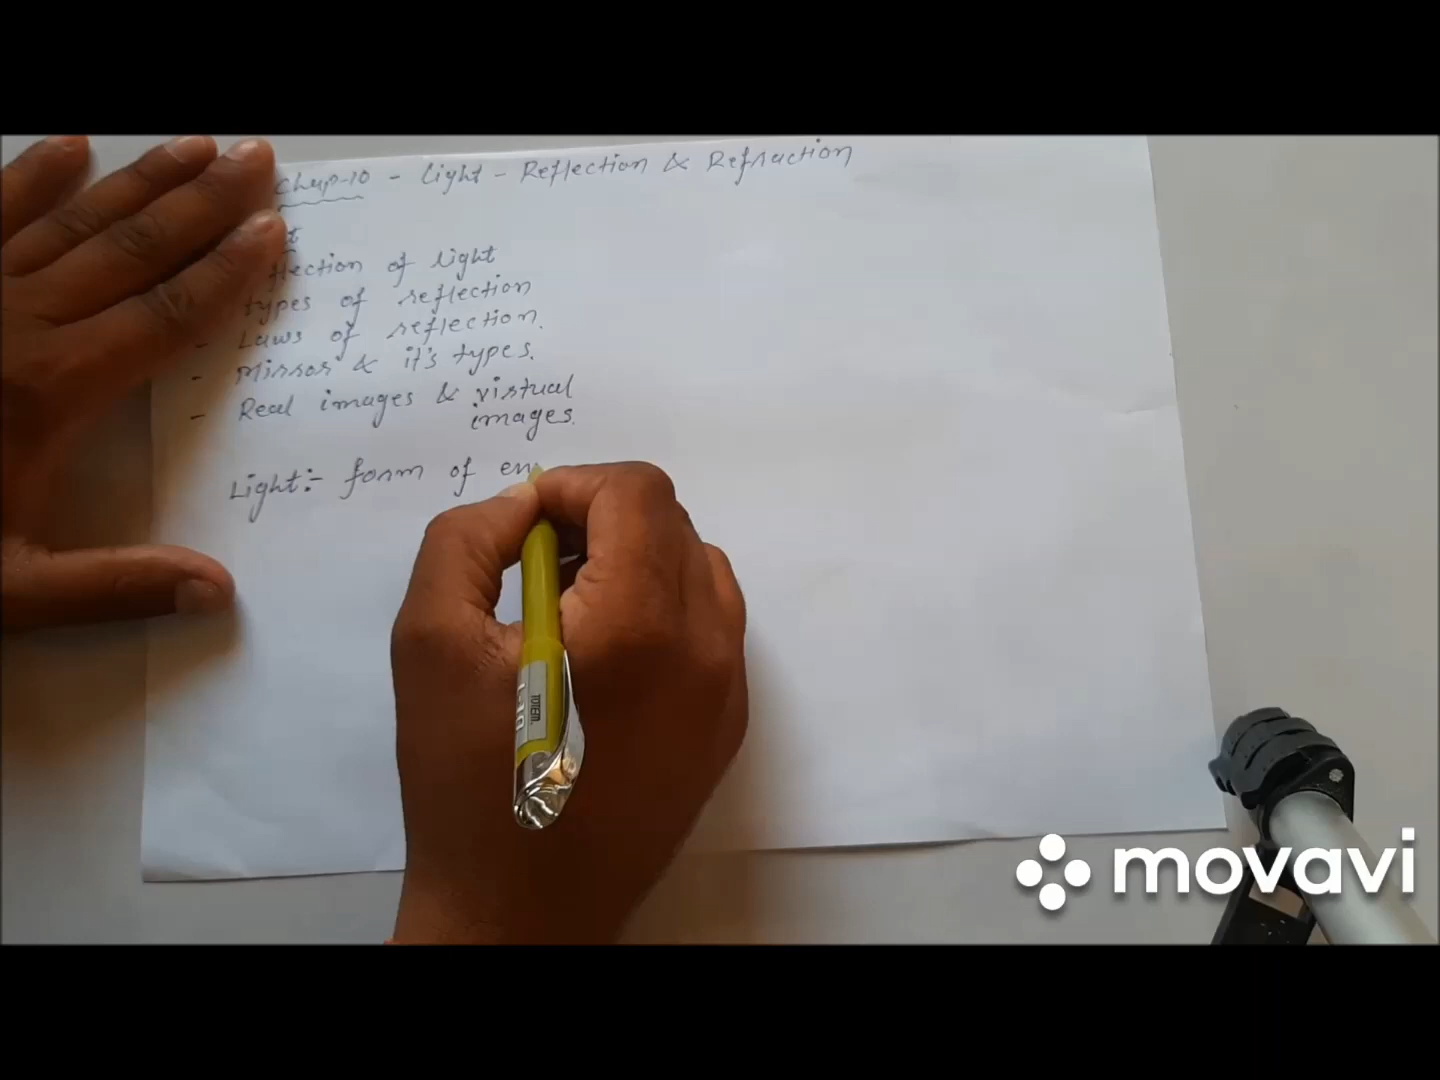 Chap-10 - Light - Reflection & Refraction
flection of light
types of reflection
- Laws of reflection.
- Mirror & it's types.
- Real images & virtual
images.
Light:- form of en
TOTEM.
movavi